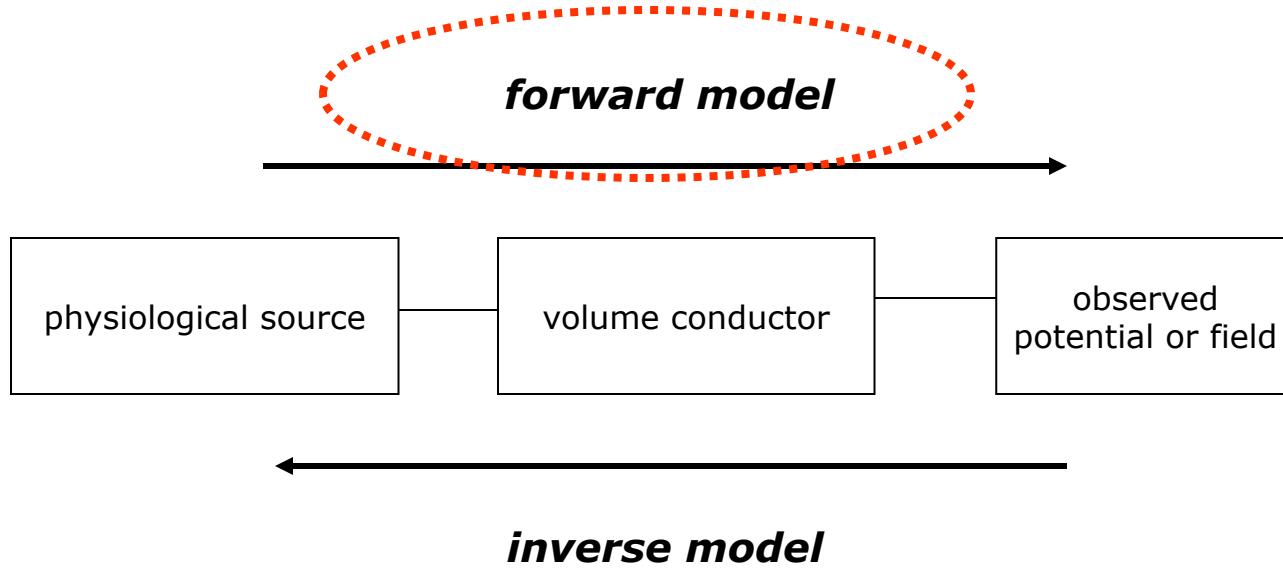 forward model
physiological source
volume conductor
observed
potential or field
inverse model